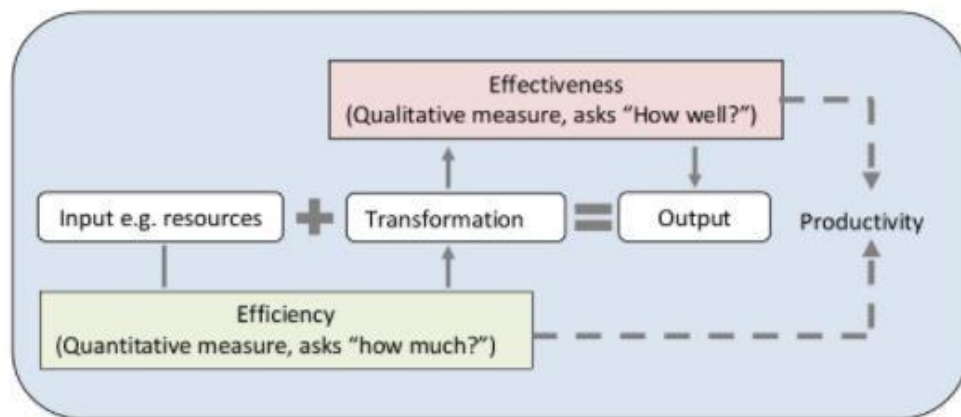 Effectiveness
(Qualitative measure, asks “How well?”)
Input e.g. resources
Transformation
Output
Productivity
Efficiency
(Quantitative measure, asks “how much?”)